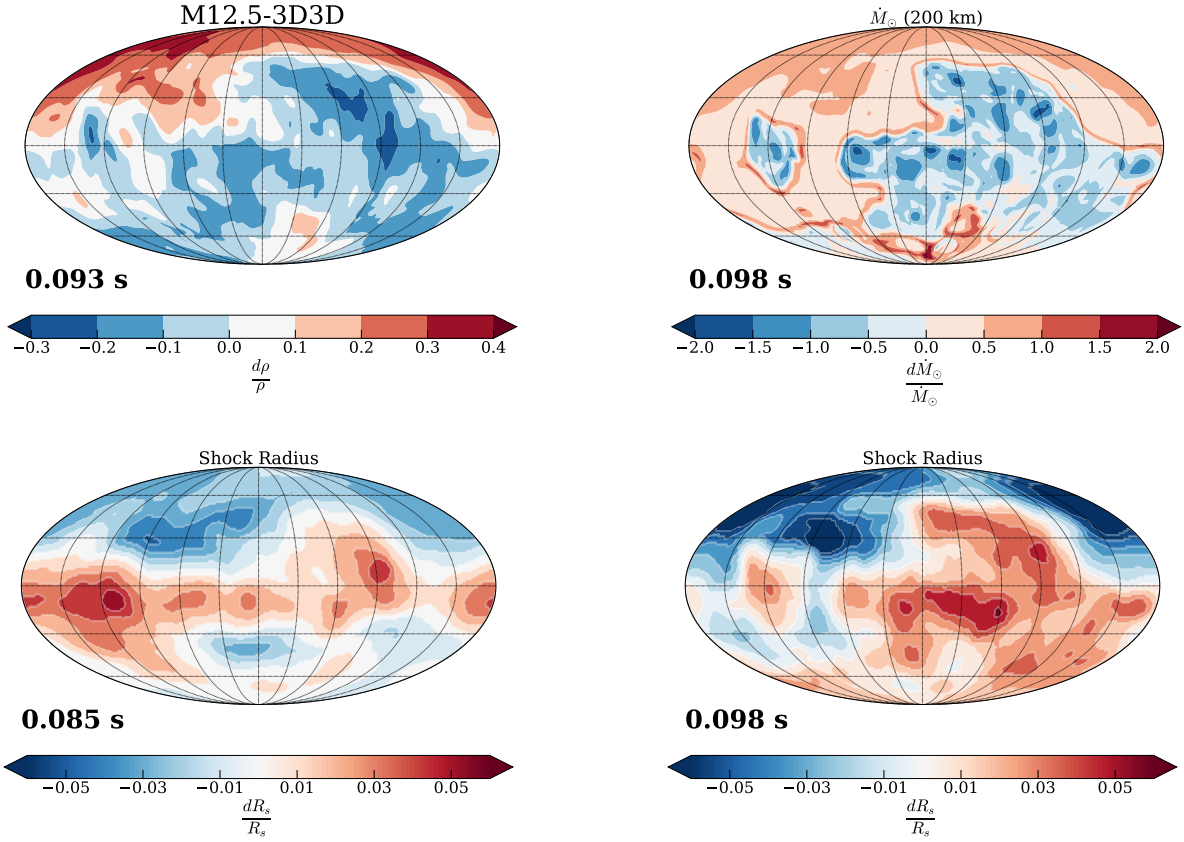 M12.5-3D3D
Ṁ☉ (200 km)
0.093 s
0.098 s
−0.3 −0.2 −0.1 0.0 0.1 0.2 0.3 0.4
−2.0 −1.5 −1.0 −0.5 0.0 0.5 1.0 1.5 2.0
dρ
ρ
dṀ☉
Ṁ☉
Shock Radius
Shock Radius
0.085 s
0.098 s
−0.05 −0.03 −0.01 0.01 0.03 0.05
−0.05 −0.03 −0.01 0.01 0.03 0.05
dRₛ
Rₛ
dRₛ
Rₛ